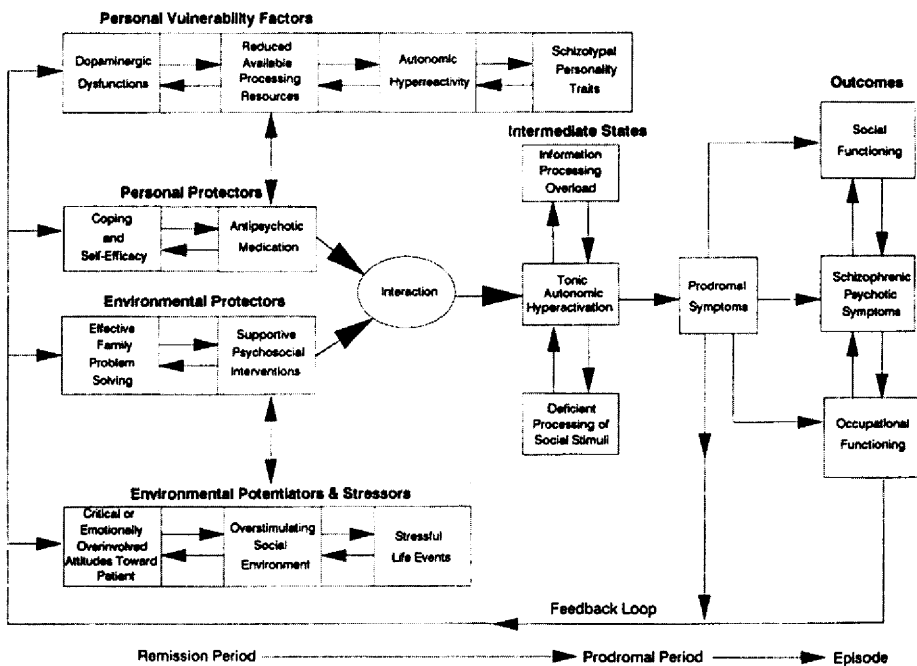 Personal Vulnerability Factors
Dopaminergic
Dysfunctions
Reduced
Available
Processing
Resources
Autonomic
Hyperreactivity
Schizotypal
Personality
Traits
Personal Protectors
Coping
and
Self-Efficacy
Antipsychotic
Medication
Environmental Protectors
Effective
Family
Problem
Solving
Supportive
Psychosocial
Interventions
Environmental Potentiators & Stressors
Critical or
Emotionally
Overinvolved
Attitudes Toward
Patient
Overstimulating
Social
Environment
Stressful
Life Events
Interaction
Intermediate States
Information
Processing
Overload
Tonic
Autonomic
Hyperactivation
Deficient
Processing of
Social Stimuli
Prodromal
Symptoms
Outcomes
Social
Functioning
Schizophrenic
Psychotic
Symptoms
Occupational
Functioning
Feedback Loop
Remission Period
Prodromal Period
Episode